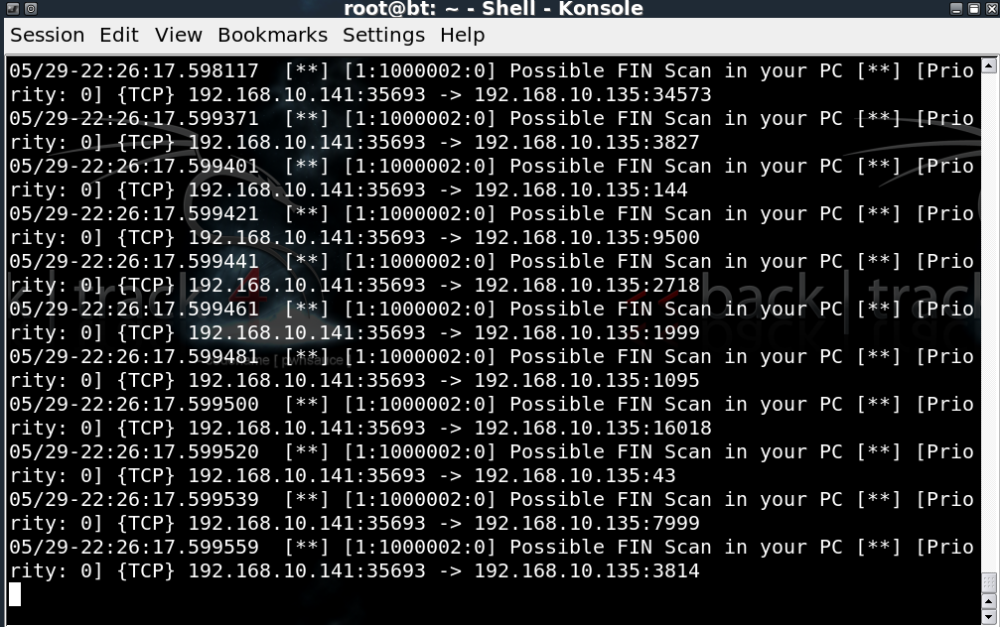 root@bt: ~ - Shell - Konsole
Session Edit View Bookmarks Settings Help
05/29-22:26:17.598117  [**] [1:1000002:0] Possible FIN Scan in your PC [**] [Prio
rity: 0] {TCP} 192.168.10.141:35693 -> 192.168.10.135:34573
05/29-22:26:17.599371  [**] [1:1000002:0] Possible FIN Scan in your PC [**] [Prio
rity: 0] {TCP} 192.168.10.141:35693 -> 192.168.10.135:3827
05/29-22:26:17.599401  [**] [1:1000002:0] Possible FIN Scan in your PC [**] [Prio
rity: 0] {TCP} 192.168.10.141:35693 -> 192.168.10.135:144
05/29-22:26:17.599421  [**] [1:1000002:0] Possible FIN Scan in your PC [**] [Prio
rity: 0] {TCP} 192.168.10.141:35693 -> 192.168.10.135:9500
05/29-22:26:17.599441  [**] [1:1000002:0] Possible FIN Scan in your PC [**] [Prio
rity: 0] {TCP} 192.168.10.141:35693 -> 192.168.10.135:2718
05/29-22:26:17.599461  [**] [1:1000002:0] Possible FIN Scan in your PC [**] [Prio
rity: 0] {TCP} 192.168.10.141:35693 -> 192.168.10.135:1999
05/29-22:26:17.599481  [**] [1:1000002:0] Possible FIN Scan in your PC [**] [Prio
rity: 0] {TCP} 192.168.10.141:35693 -> 192.168.10.135:1095
05/29-22:26:17.599500  [**] [1:1000002:0] Possible FIN Scan in your PC [**] [Prio
rity: 0] {TCP} 192.168.10.141:35693 -> 192.168.10.135:16018
05/29-22:26:17.599520  [**] [1:1000002:0] Possible FIN Scan in your PC [**] [Prio
rity: 0] {TCP} 192.168.10.141:35693 -> 192.168.10.135:43
05/29-22:26:17.599539  [**] [1:1000002:0] Possible FIN Scan in your PC [**] [Prio
rity: 0] {TCP} 192.168.10.141:35693 -> 192.168.10.135:7999
05/29-22:26:17.599559  [**] [1:1000002:0] Possible FIN Scan in your PC [**] [Prio
rity: 0] {TCP} 192.168.10.141:35693 -> 192.168.10.135:3814
k | track 4
<< back | track